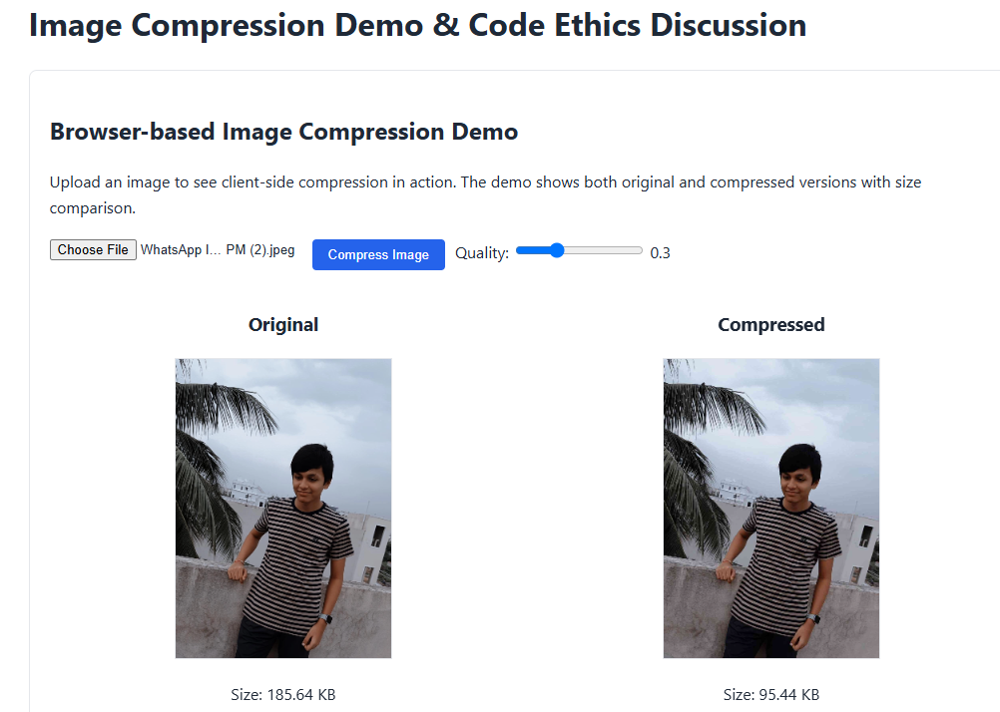 Image Compression Demo & Code Ethics Discussion
Browser-based Image Compression Demo
Upload an image to see client-side compression in action. The demo shows both original and compressed versions with size
comparison.
Choose File WhatsApp I... PM (2).jpeg Compress Image Quality: 0.3
Original Compressed
Size: 185.64 KB Size: 95.44 KB